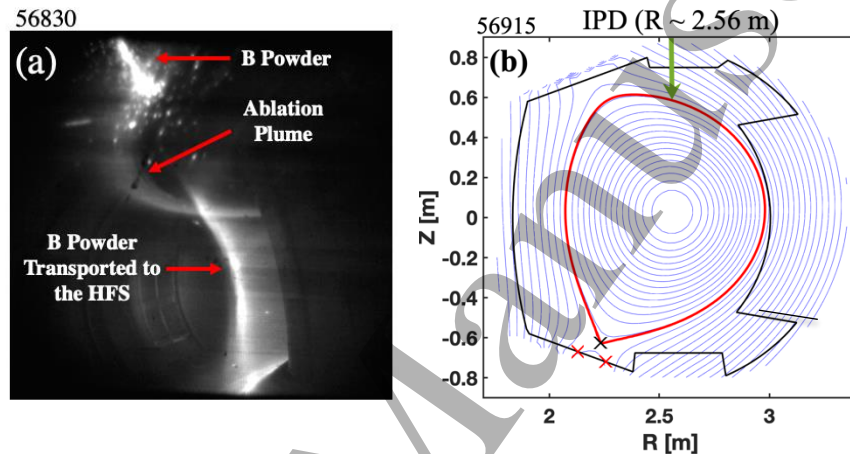 56830
(a)
B Powder
Ablation
Plume
B Powder
Transported to
the HFS
56915
IPD (R ~ 2.56 m)
(b)
0.8
0.6
0.4
0.2
0
-0.2
-0.4
-0.6
-0.8
Z [m]
2
2.5
3
R [m]
Manus